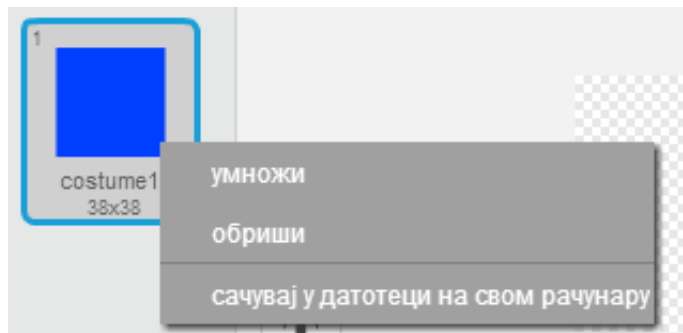 1
costume1
38x38
умножи
обриши
сачувај у датотеци на свом рачунару